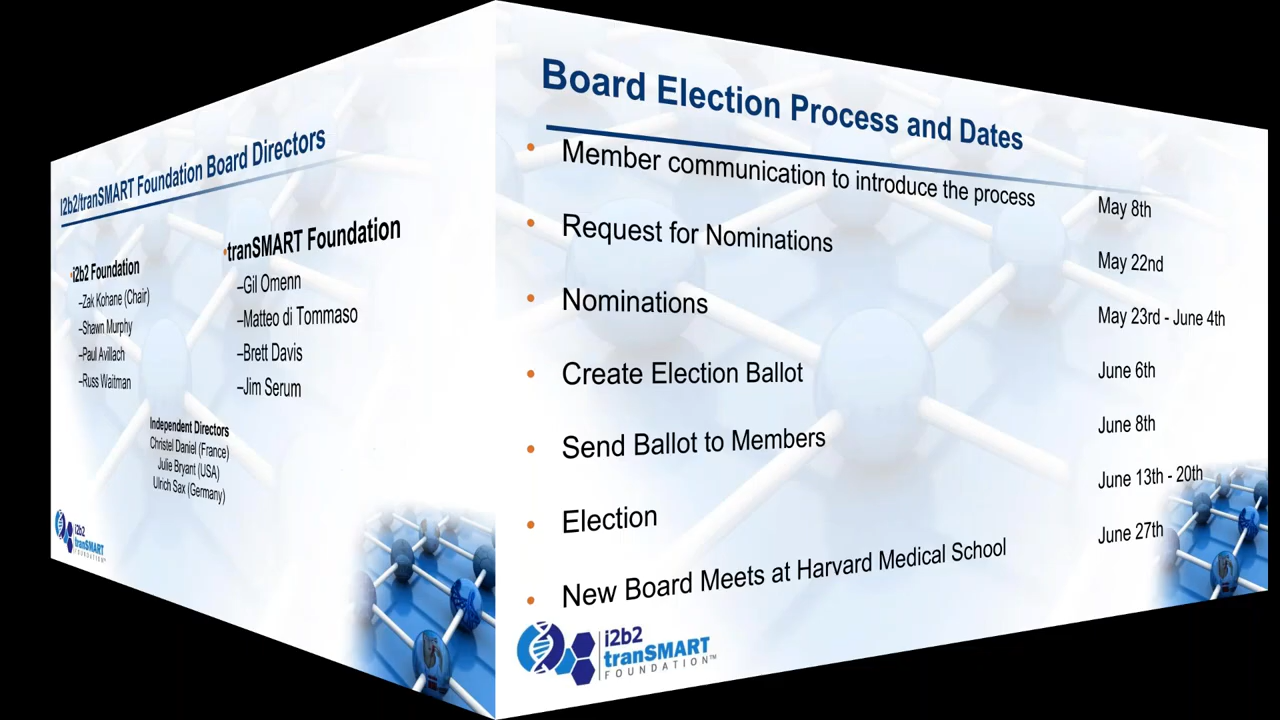 I2b2/tranSMART Foundation Board Directors
•i2b2 Foundation
–Zak Kohane (Chair)
–Shawn Murphy
–Paul Avillach
–Russ Waitman
•tranSMART Foundation
–Gil Omenn
–Matteo di Tommaso
–Brett Davis
–Jim Serum
Independent Directors
Christel Daniel (France)
Julie Bryant (USA)
Ulrich Sax (Germany)
i2b2
tranSMART
FOUNDATION™
Board Election Process and Dates
• Member communication to introduce the process
• Request for Nominations
• Nominations
• Create Election Ballot
• Send Ballot to Members
• Election
• New Board Meets at Harvard Medical School
May 8th
May 22nd
May 23rd - June 4th
June 6th
June 8th
June 13th - 20th
June 27th
i2b2
tranSMART
FOUNDATION™